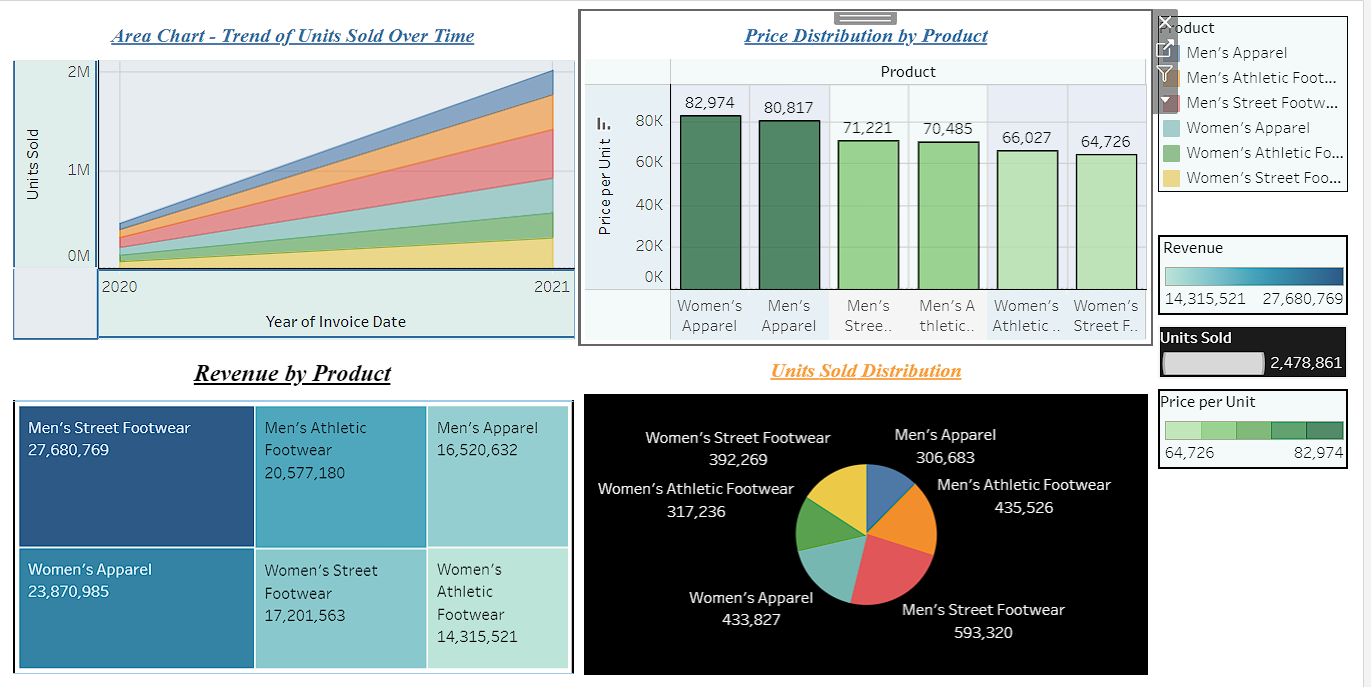 Area Chart - Trend of Units Sold Over Time
Units Sold
2M
1M
0M
2020
2021
Year of Invoice Date
Price Distribution by Product
Product
Price per Unit
80K
60K
40K
20K
0K
82,974
80,817
71,221
70,485
66,027
64,726
Women's
Apparel
Men's
Apparel
Men's
Stree..
Men's A
thletic..
Women's
Athletic ..
Women's
Street F..
Product
Men's Apparel
Men's Athletic Foot...
Men's Street Footw...
Women's Apparel
Women's Athletic Fo...
Women's Street Foo...
Revenue
14,315,521 27,680,769
Units Sold
2,478,861
Price per Unit
64,726 82,974
Revenue by Product
Men's Street Footwear
27,680,769
Men's Athletic
Footwear
20,577,180
Men's Apparel
16,520,632
Women's Apparel
23,870,985
Women's Street
Footwear
17,201,563
Women's
Athletic
Footwear
14,315,521
Units Sold Distribution
Men's Apparel
306,683
Men's Athletic Footwear
435,526
Men's Street Footwear
593,320
Women's Apparel
433,827
Women's Athletic Footwear
317,236
Women's Street Footwear
392,269